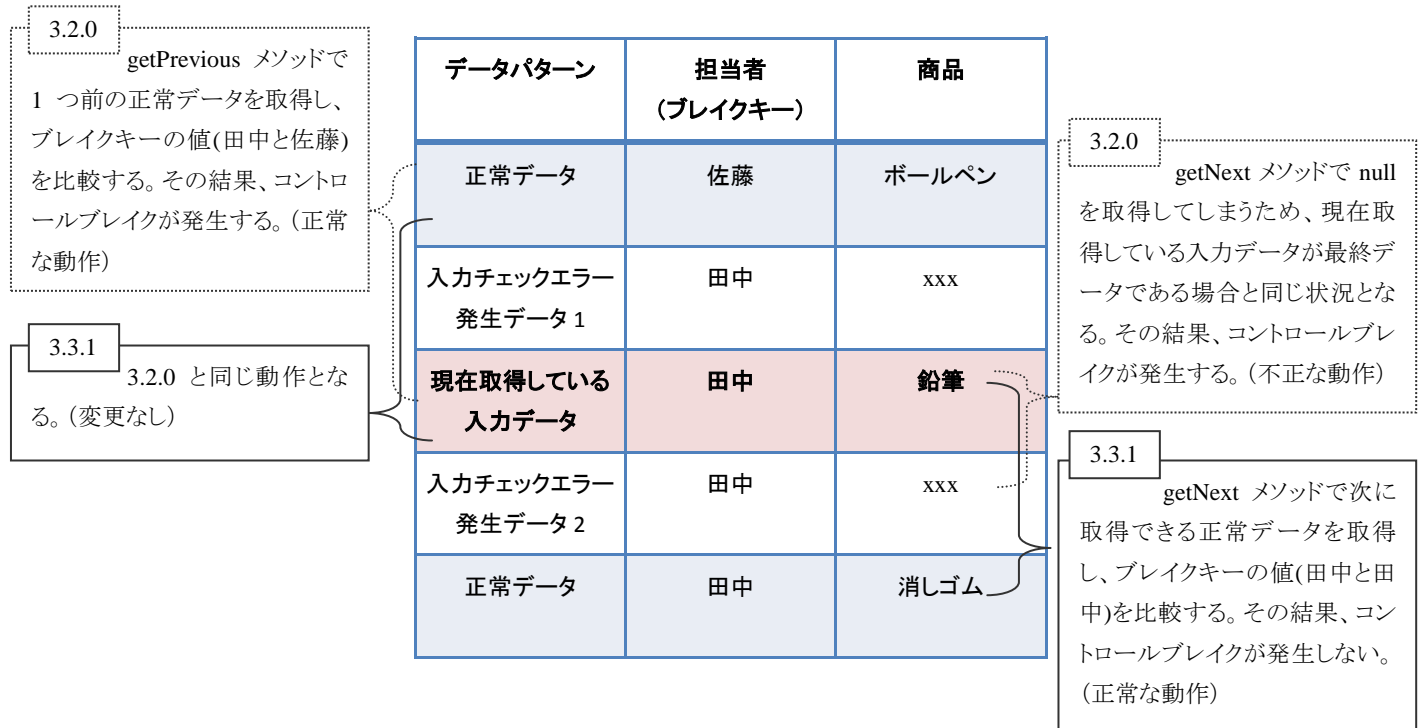 3.2.0
getPrevious メソッドで
1 つ前の正常データを取得し、
ブレイクキーの値(田中と佐藤)
を比較する。その結果、コントロ
ールブレイクが発生する。（正常
な動作）
3.3.1
3.2.0 と同じ動作とな
る。（変更なし）
データパターン 担当者 商品
（ブレイクキー）
正常データ 佐藤 ボールペン
入力チェックエラー 田中 xxx
発生データ 1
現在取得している 田中 鉛筆
入力データ
入力チェックエラー 田中 xxx
発生データ 2
正常データ 田中 消しゴム
3.2.0
getNext メソッドで null
を取得してしまうため、現在取
得している入力データが最終デ
ータである場合と同じ状況とな
る。その結果、コントロールブレ
イクが発生する。（不正な動作）
3.3.1
getNext メソッドで次に
取得できる正常データを取得
し、ブレイクキーの値(田中と田
中)を比較する。その結果、コン
トロールブレイクが発生しない。
（正常な動作）